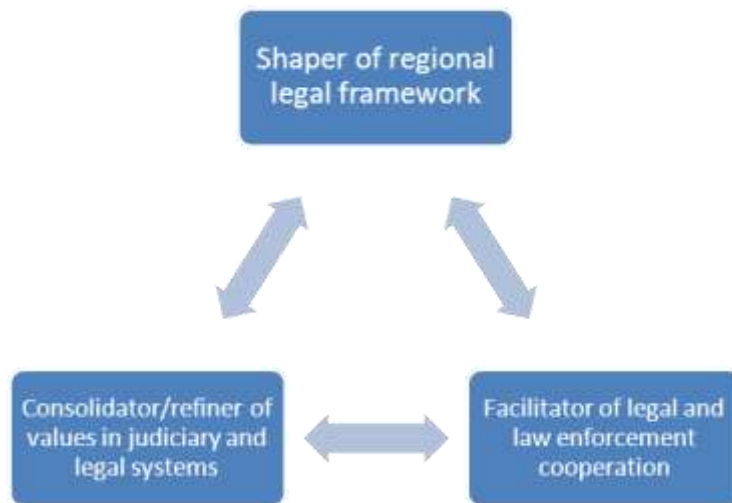 Shaper of regional
legal framework
Consolidator/refiner of
values in judiciary and
legal systems
Facilitator of legal and
law enforcement
cooperation